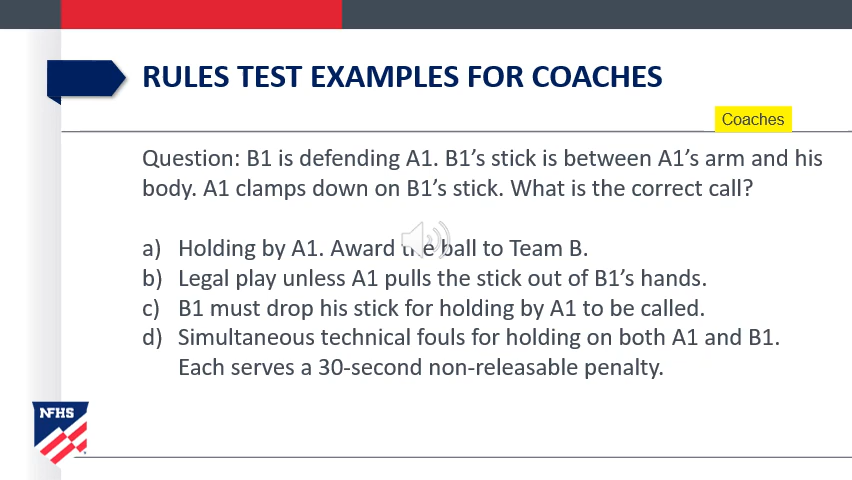 RULES TEST EXAMPLES FOR COACHES
Coaches
Question: B1 is defending A1. B1’s stick is between A1’s arm and his
body. A1 clamps down on B1’s stick. What is the correct call?
a) Holding by A1. Award the ball to Team B.
b) Legal play unless A1 pulls the stick out of B1’s hands.
c) B1 must drop his stick for holding by A1 to be called.
d) Simultaneous technical fouls for holding on both A1 and B1.
Each serves a 30-second non-releasable penalty.
NFHS